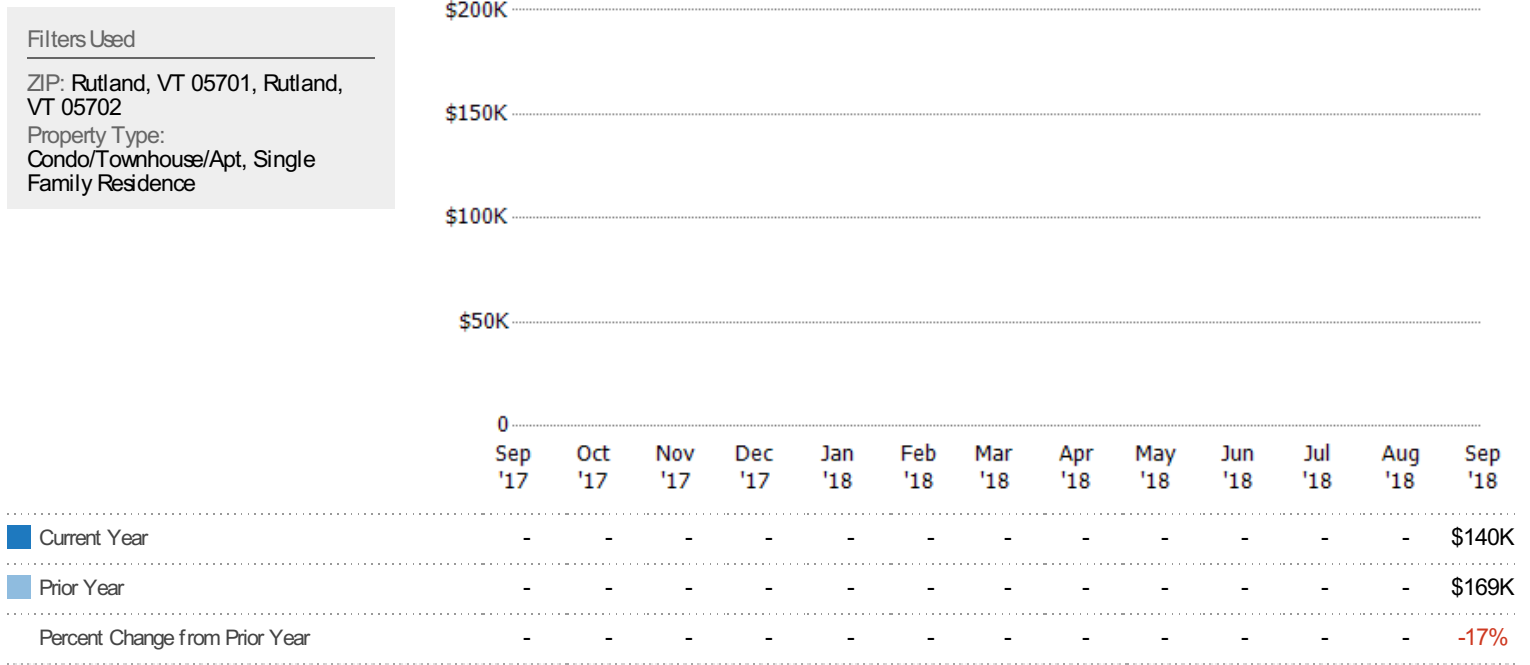 Filters Used
ZIP: Rutland, VT 05701, Rutland,
VT 05702
Property Type:
Condo/Townhouse/Apt, Single
Family Residence
$200K
$150K
$100K
$50K
0
Sep Oct Nov Dec Jan Feb Mar Apr May Jun Jul Aug Sep
'17 '17 '17 '17 '18 '18 '18 '18 '18 '18 '18 '18 '18
Current Year - - - - - - - - - - - - $140K
Prior Year - - - - - - - - - - - - $169K
Percent Change from Prior Year - - - - - - - - - - - - -17%